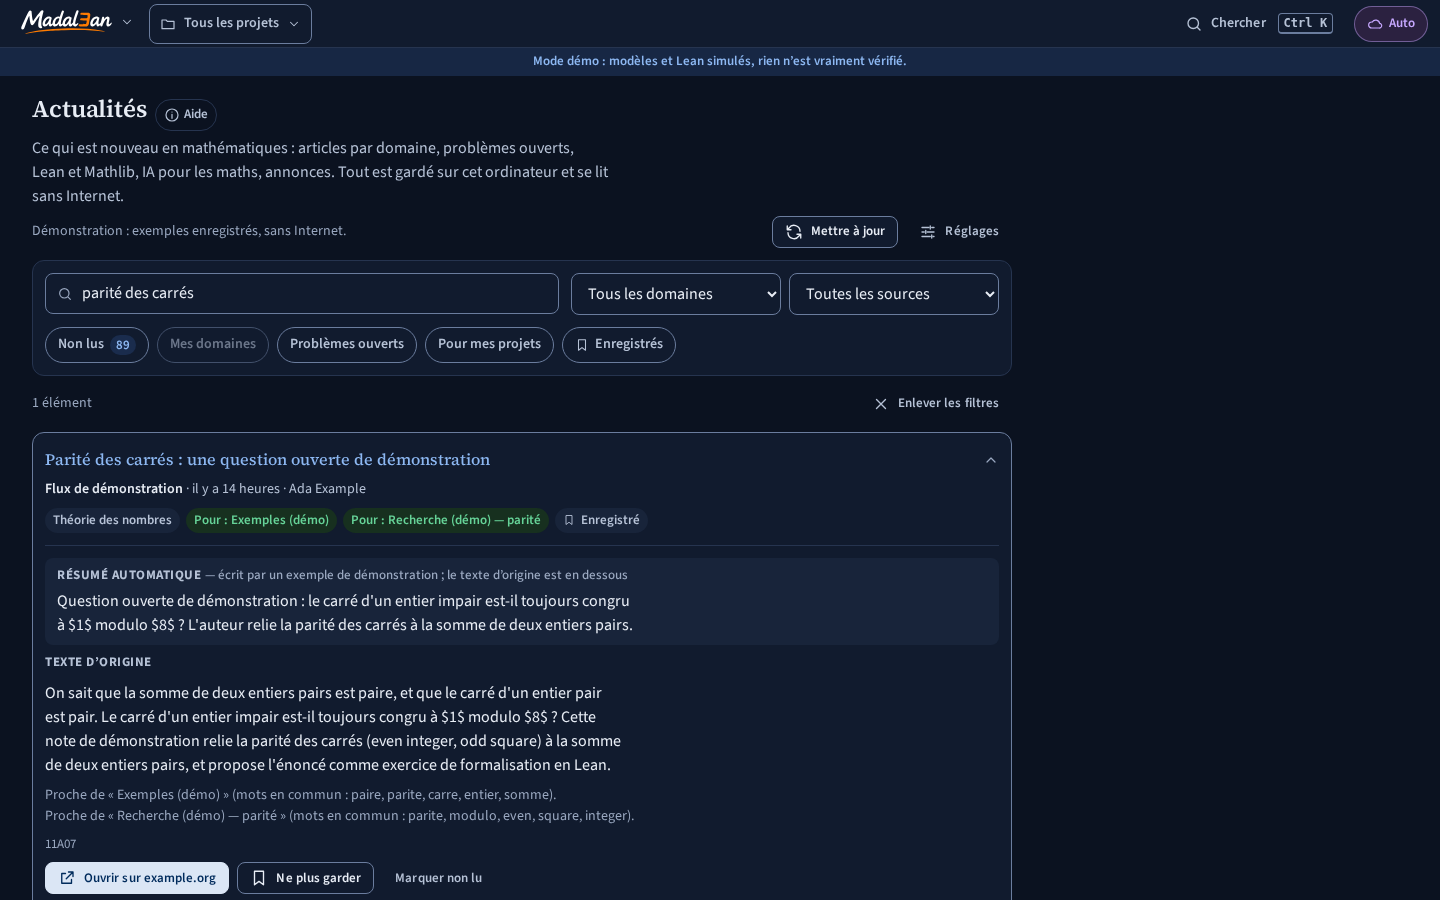 Madal3an
Tous les projets
Chercher Ctrl K
Auto
Mode démo : modèles et Lean simulés, rien n’est vraiment vérifié.
Actualités
Aide
Ce qui est nouveau en mathématiques : articles par domaine, problèmes ouverts,
Lean et Mathlib, IA pour les maths, annonces. Tout est gardé sur cet ordinateur et se lit
sans Internet.
Démonstration : exemples enregistrés, sans Internet.
Mettre à jour
Réglages
parité des carrés
Tous les domaines
Toutes les sources
Non lus 89
Mes domaines
Problèmes ouverts
Pour mes projets
Enregistrés
1 élément
Enlever les filtres
Parité des carrés : une question ouverte de démonstration
Flux de démonstration · il y a 14 heures · Ada Example
Théorie des nombres
Pour : Exemples (démo)
Pour : Recherche (démo) — parité
Enregistré
RÉSUMÉ AUTOMATIQUE — écrit par un exemple de démonstration ; le texte d’origine est en dessous
Question ouverte de démonstration : le carré d'un entier impair est-il toujours congru
à $1$ modulo $8$ ? L'auteur relie la parité des carrés à la somme de deux entiers pairs.
TEXTE D’ORIGINE
On sait que la somme de deux entiers pairs est paire, et que le carré d'un entier pair
est pair. Le carré d'un entier impair est-il toujours congru à $1$ modulo $8$ ? Cette
note de démonstration relie la parité des carrés (even integer, odd square) à la somme
de deux entiers pairs, et propose l'énoncé comme exercice de formalisation en Lean.
Proche de « Exemples (démo) » (mots en commun : paire, parite, carre, entier, somme).
Proche de « Recherche (démo) — parité » (mots en commun : parite, modulo, even, square, integer).
11A07
Ouvrir sur example.org
Ne plus garder
Marquer non lu